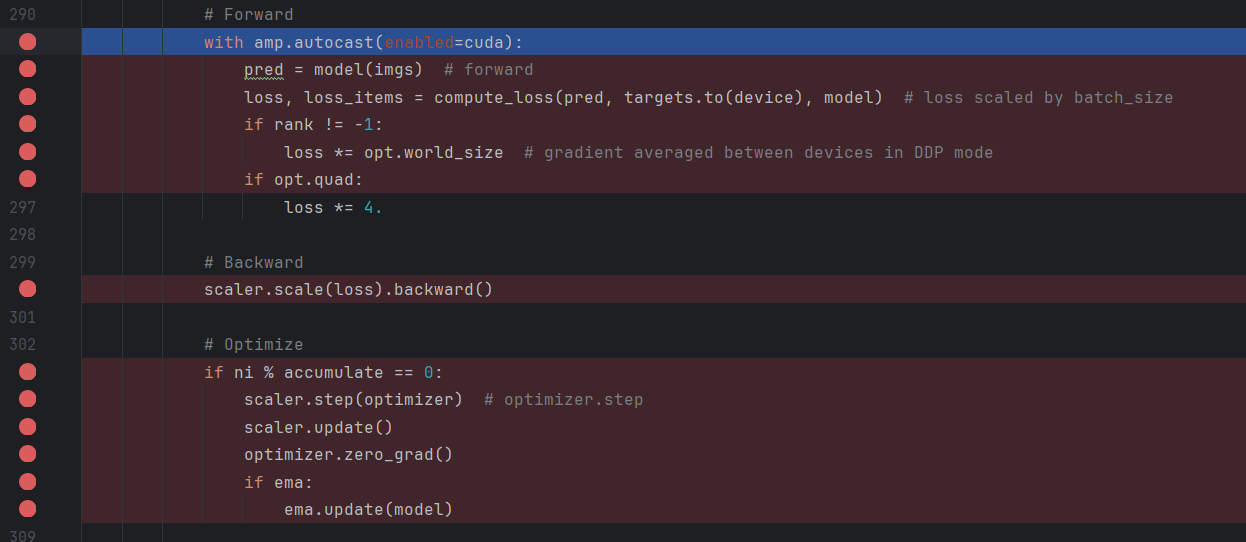 290 # Forward
with amp.autocast(enabled=cuda):
pred = model(imgs)  # forward
loss, loss_items = compute_loss(pred, targets.to(device), model)  # loss scaled by batch_size
if rank != -1:
loss *= opt.world_size  # gradient averaged between devices in DDP mode
if opt.quad:
297 loss *= 4.
298
299 # Backward
scaler.scale(loss).backward()
301
302 # Optimize
if ni % accumulate == 0:
scaler.step(optimizer)  # optimizer.step
scaler.update()
optimizer.zero_grad()
if ema:
ema.update(model)
309